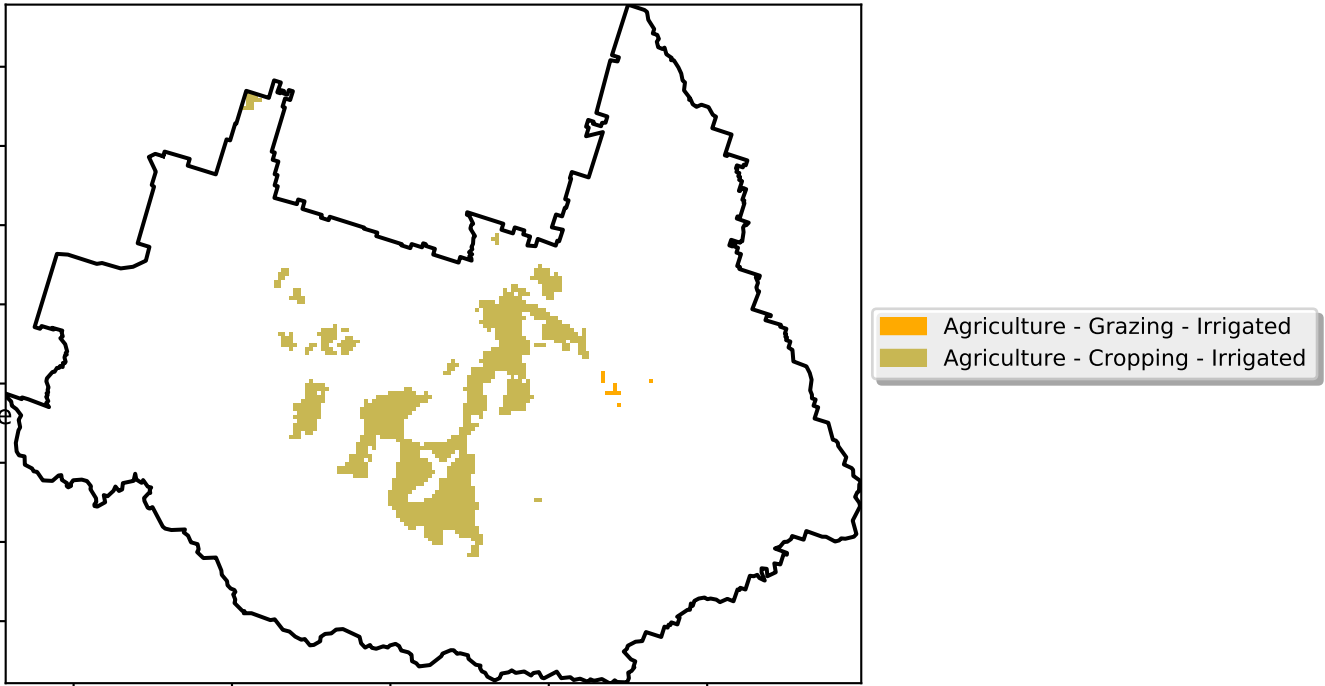 e
Agriculture - Grazing - Irrigated
Agriculture - Cropping - Irrigated